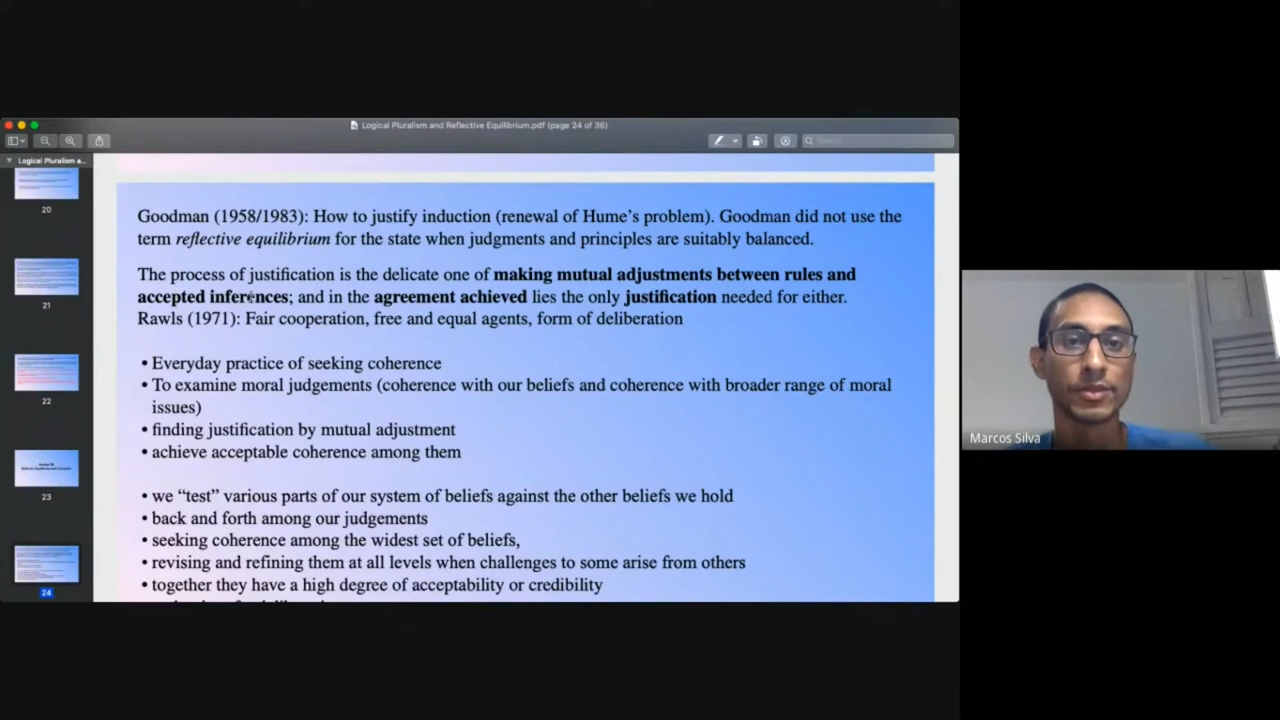 Logical Pluralism and Reflective Equilibrium.pdf (page 24 of 36)
Search
Logical Pluralism a...
20
21
22
23
24
Goodman (1958/1983): How to justify induction (renewal of Hume's problem). Goodman did not use the
term reflective equilibrium for the state when judgments and principles are suitably balanced.
The process of justification is the delicate one of making mutual adjustments between rules and
accepted inferences; and in the agreement achieved lies the only justification needed for either.
Rawls (1971): Fair cooperation, free and equal agents, form of deliberation
• Everyday practice of seeking coherence
• To examine moral judgements (coherence with our beliefs and coherence with broader range of moral
issues)
• finding justification by mutual adjustment
• achieve acceptable coherence among them
• we “test” various parts of our system of beliefs against the other beliefs we hold
• back and forth among our judgements
• seeking coherence among the widest set of beliefs,
• revising and refining them at all levels when challenges to some arise from others
• together they have a high degree of acceptability or credibility
Marcos Silva